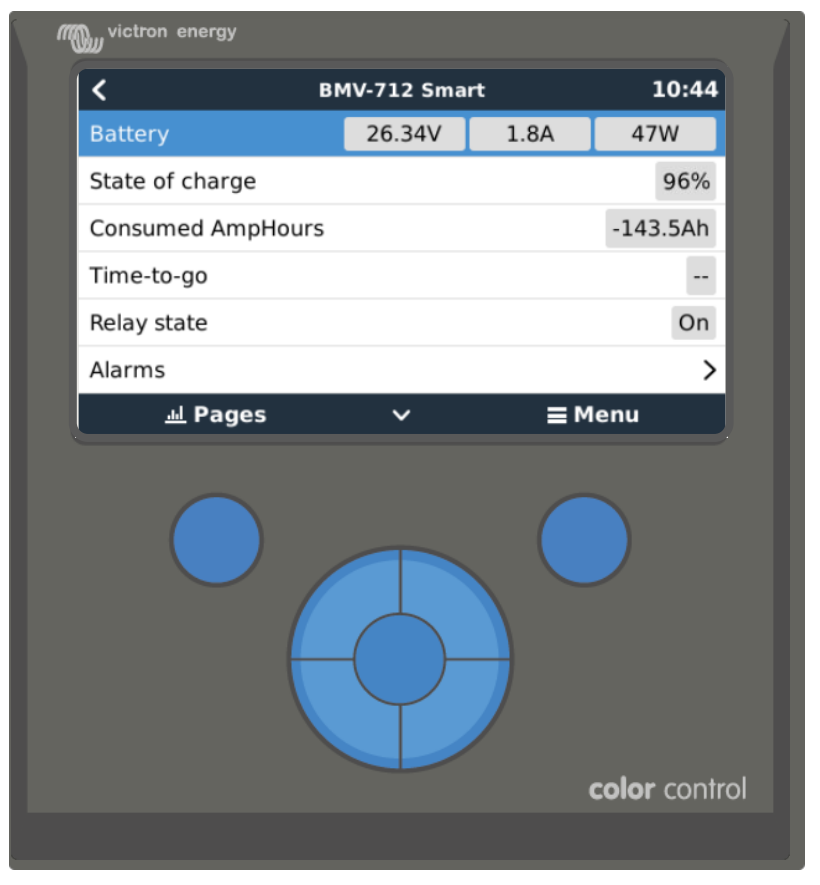 victron energy
BMV-712 Smart 10:44
Battery 26.34V 1.8A 47W
State of charge 96%
Consumed AmpHours -143.5Ah
Time-to-go --
Relay state On
Alarms
Pages Menu
color control